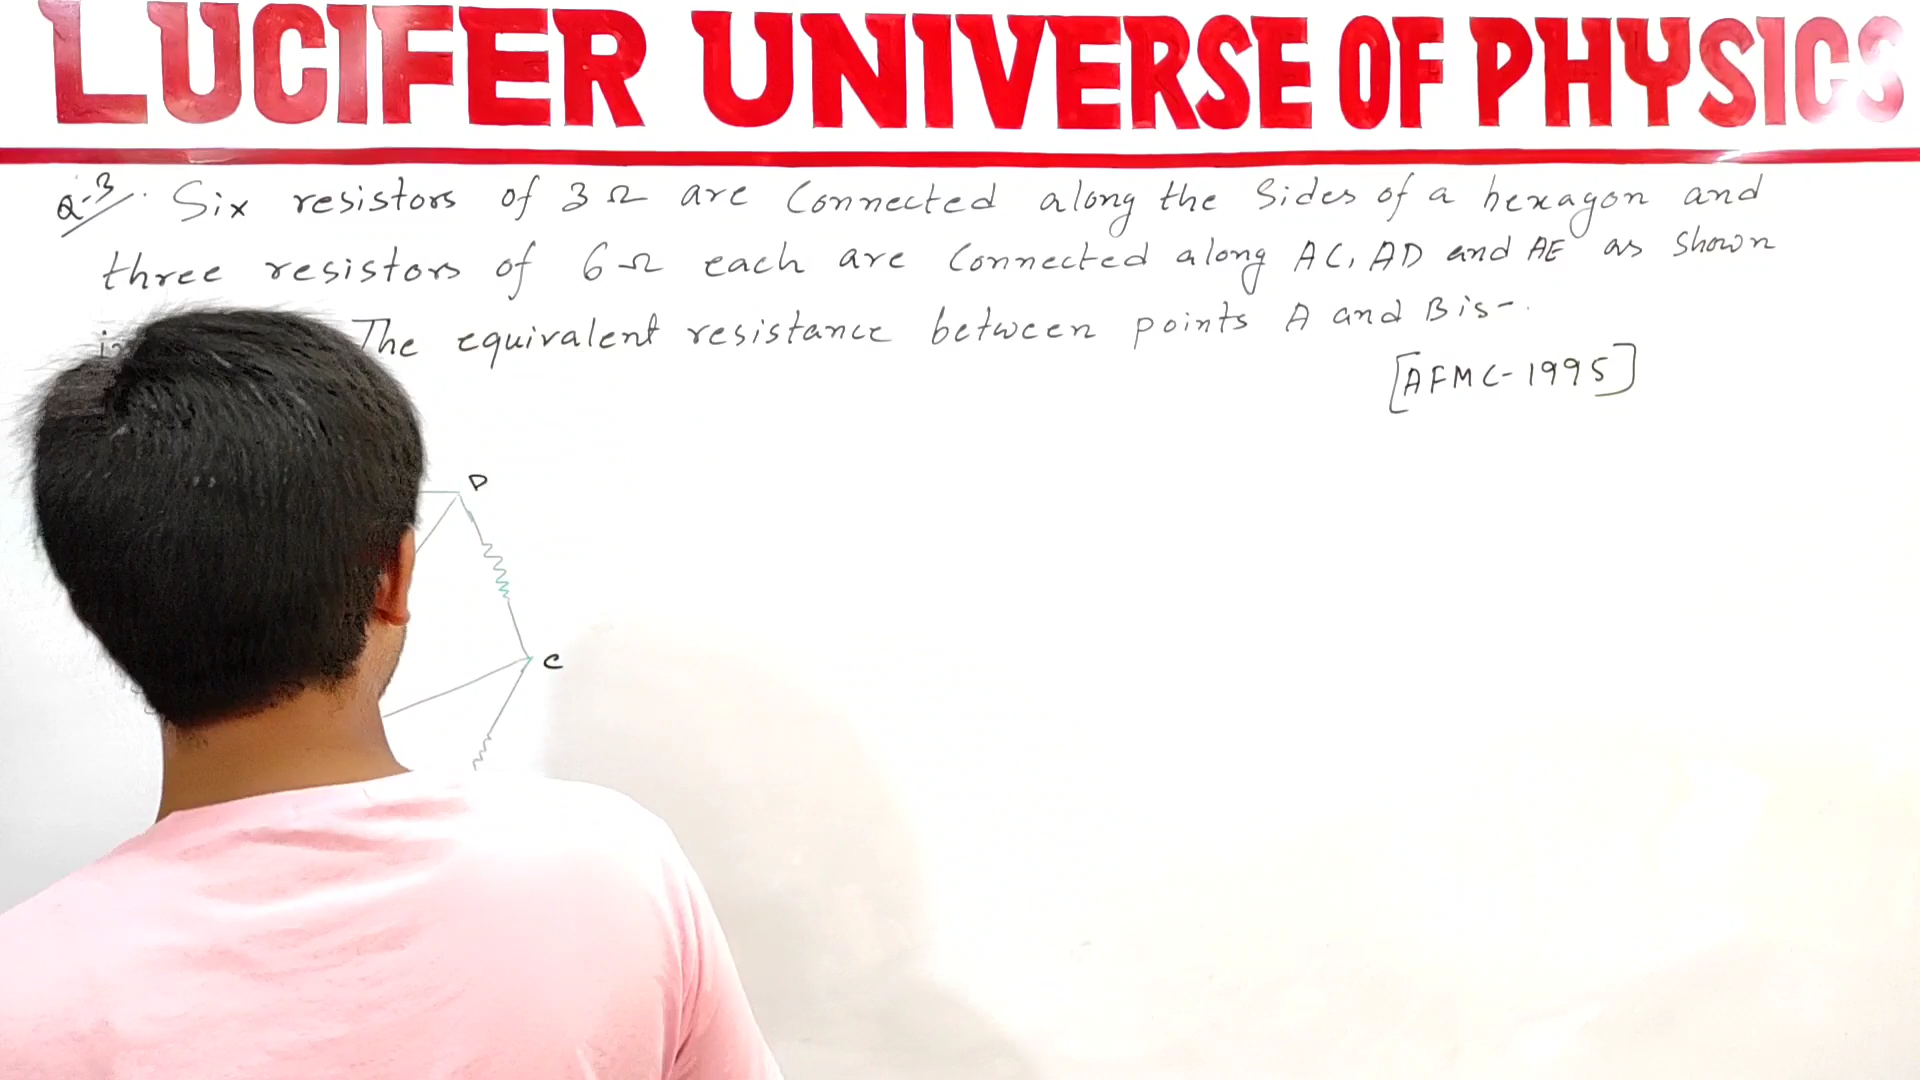 LUCIFER UNIVERSE OF PHYSICS
Q-3. Six resistors of 3Ω are Connected along the Sides of a hexagon and
three resistors of 6Ω each are Connected along AC, AD and AE as shown
The equivalent resistance between points A and B is-.
[AFMC-1995]
D
C